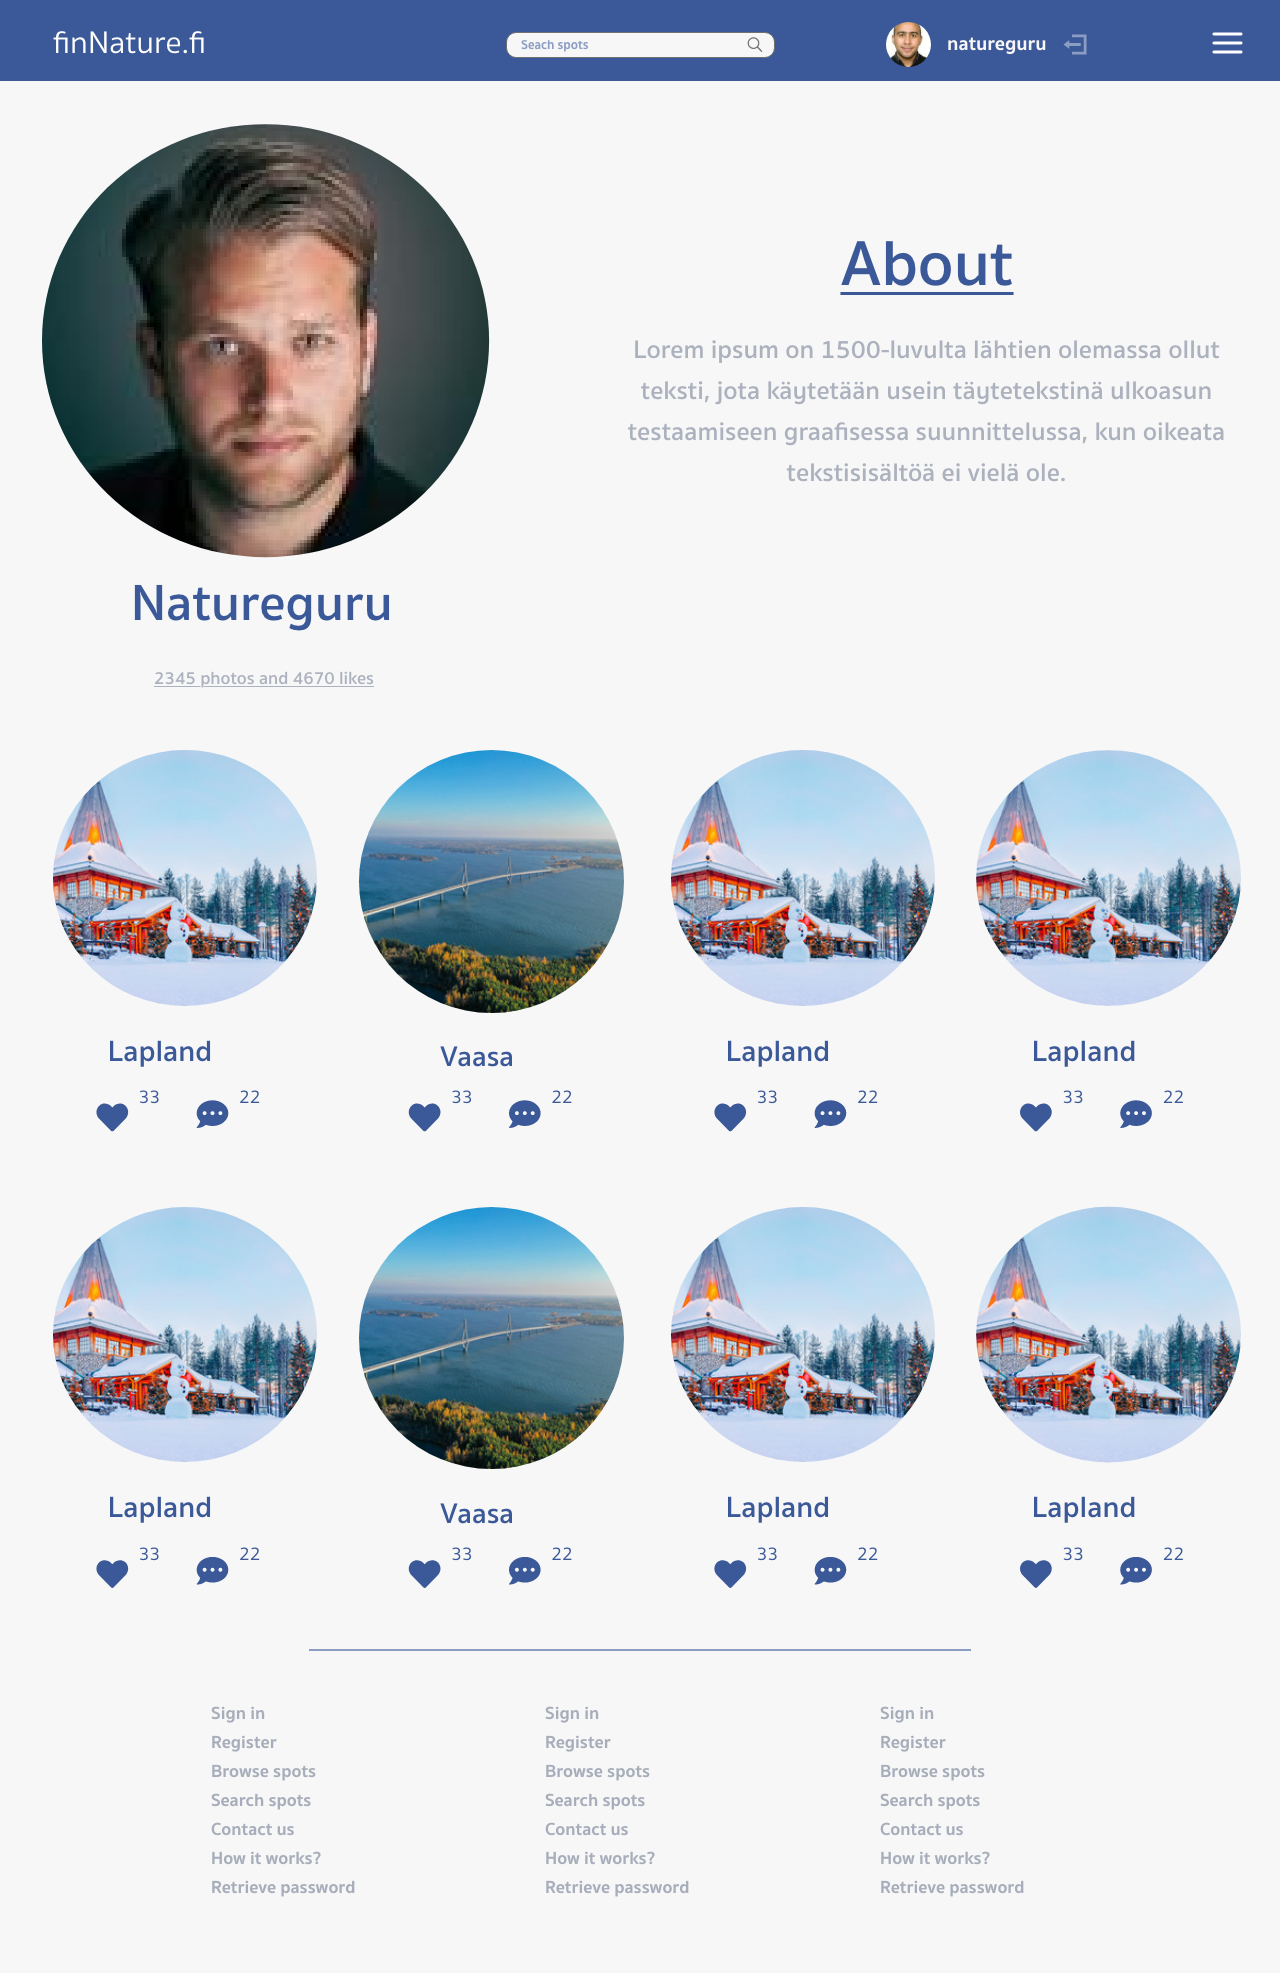 finNature.fi
Seach spots
natureguru
About
Lorem ipsum on 1500-luvulta lähtien olemassa ollut
teksti, jota käytetään usein täytetekstinä ulkoasun
testaamiseen graafisessa suunnittelussa, kun oikeata
tekstisisältöä ei vielä ole.
Natureguru
2345 photos and 4670 likes
Lapland
33
22
Vaasa
33
22
Lapland
33
22
Lapland
33
22
Lapland
33
22
Vaasa
33
22
Lapland
33
22
Lapland
33
22
Sign in
Register
Browse spots
Search spots
Contact us
How it works?
Retrieve password
Sign in
Register
Browse spots
Search spots
Contact us
How it works?
Retrieve password
Sign in
Register
Browse spots
Search spots
Contact us
How it works?
Retrieve password